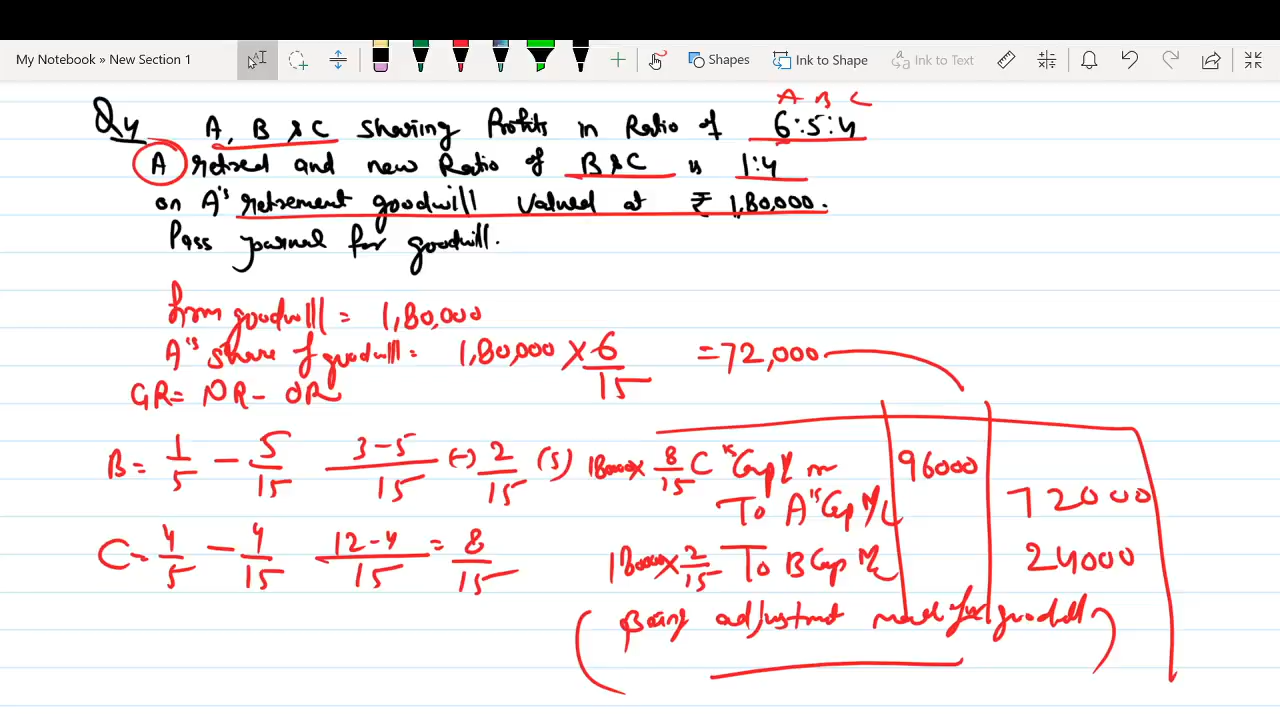 My Notebook » New Section 1
Shapes Ink to Shape Ink to Text
A B C
Q4 A, B & C sharing Profits in Ratio of 6:5:4
A retired and new Ratio of B & C is 1:4
on A's retirement goodwill valued at ₹ 1,80,000.
Pass journal for goodwill.
firm goodwill = 1,80,000
A's share of goodwill = 1,80,000 × 6/15 = 72,000
GR = NR - OR
B = 1/5 - 5/15 3-5/15 (-) 2/15 (S) 180000 × 8/15 C's Cap 96000
To A's Cap A/c 72000
C = 4/5 - 4/15 12-4/15 = 8/15 180000 × 2/15 To B Cap A/c 24000
(Being adjustment made for goodwill)